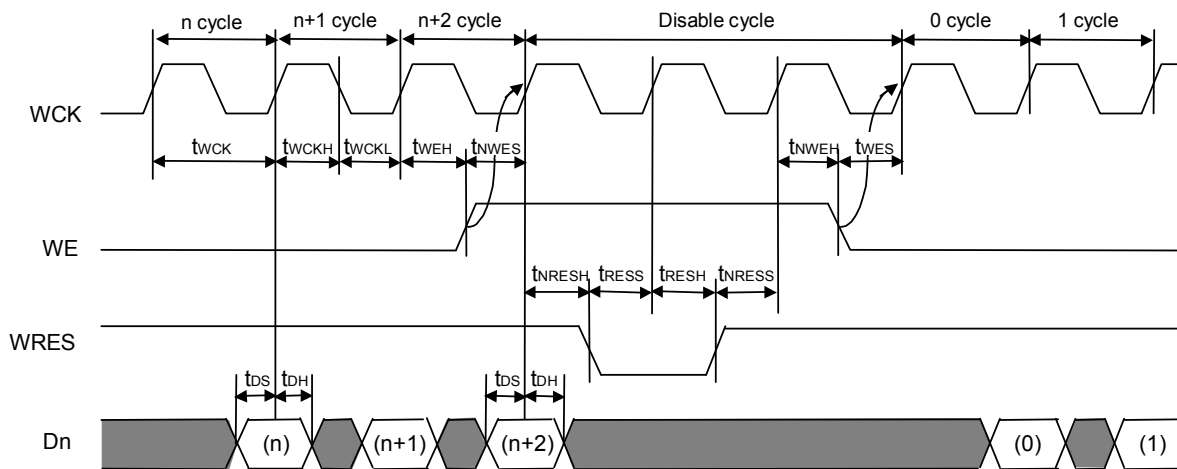 n cycle n+1 cycle n+2 cycle Disable cycle 0 cycle 1 cycle
WCK
tWCK tWCKH tWCKL tWEH tNWES tNWEH tWES
WE
tNRESH tRESS tRESH tNRESS
WRES
tDS tDH tDS tDH
Dn (n) (n+1) (n+2) (0) (1)